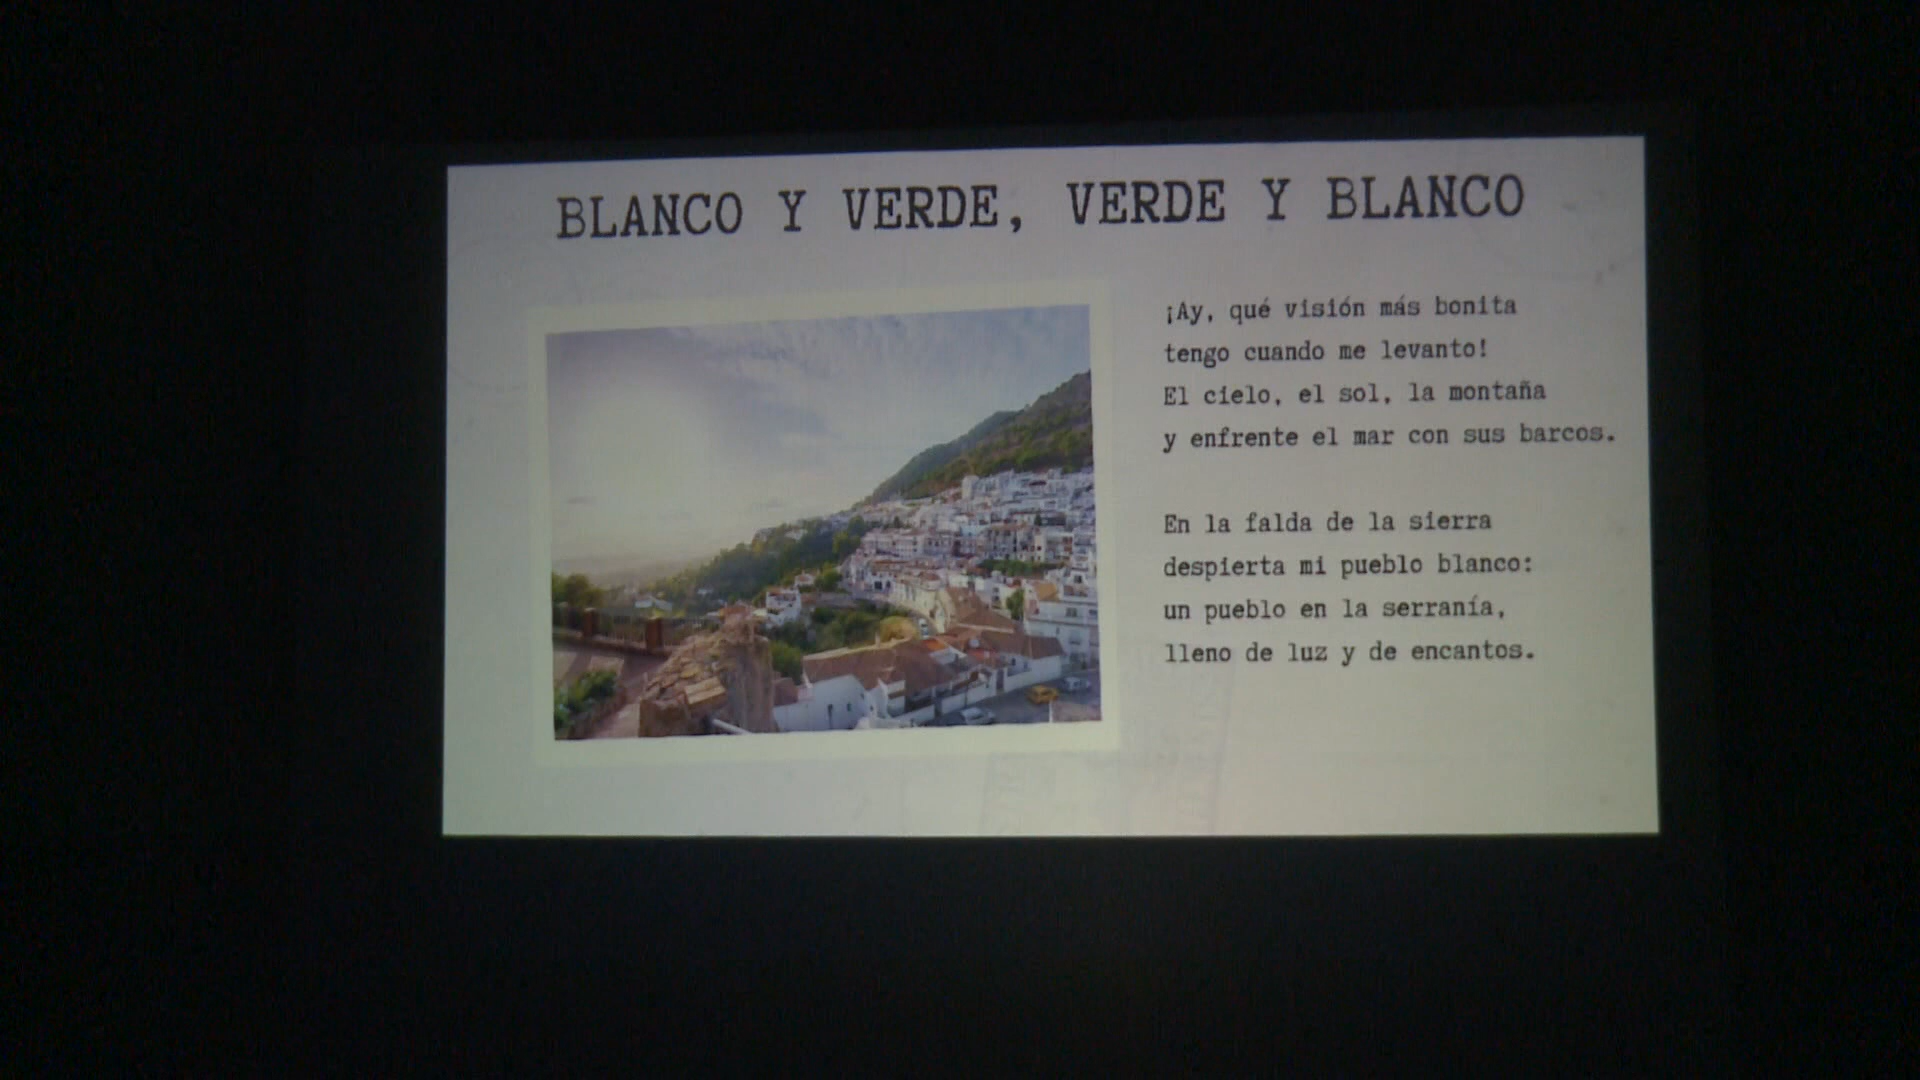 BLANCO Y VERDE, VERDE Y BLANCO
¡Ay, qué visión más bonita
tengo cuando me levanto!
El cielo, el sol, la montaña
y enfrente el mar con sus barcos.
En la falda de la sierra
despierta mi pueblo blanco:
un pueblo en la serranía,
lleno de luz y de encantos.